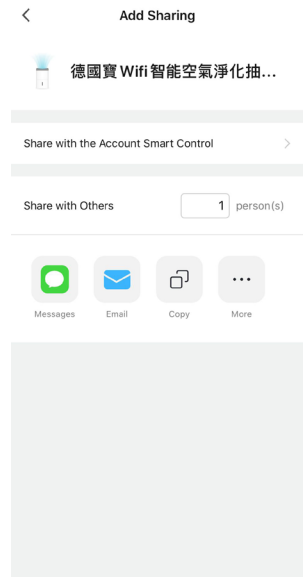 Add Sharing
德國寶Wifi智能空氣淨化抽...
Share with the Account Smart Control
Share with Others 1 person(s)
Messages Email Copy More